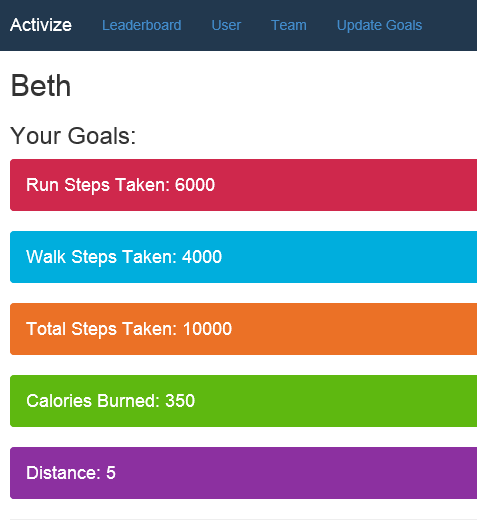 Activize Leaderboard User Team Update Goals
Beth
Your Goals:
Run Steps Taken: 6000
Walk Steps Taken: 4000
Total Steps Taken: 10000
Calories Burned: 350
Distance: 5